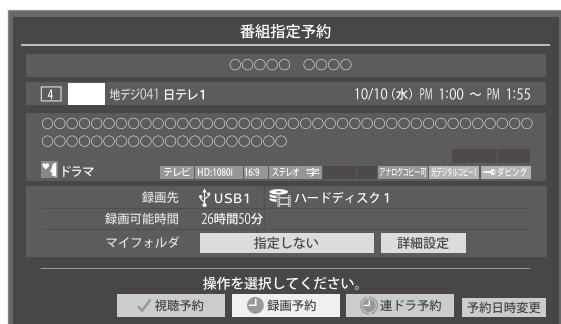 番組指定予約
○○○○○ ○○○○
4 地デジ041 日テレ1 10/10 (水) PM 1:00 ～ PM 1:55
○○○○○○○○○○○○○○○○○○○○○○○○○○○○○○○○○○○○○○○○
○○○○○○○○○○○○○○○○○○○○
ドラマ テレビ HD:1080i 16:9 ステレオ 字 アナログコピー可 光デジタルコピー1 ダビング
録画先 USB1 ハードディスク1
録画可能時間 26時間50分
マイフォルダ 指定しない 詳細設定
操作を選択してください。
視聴予約 録画予約 連ドラ予約 予約日時変更